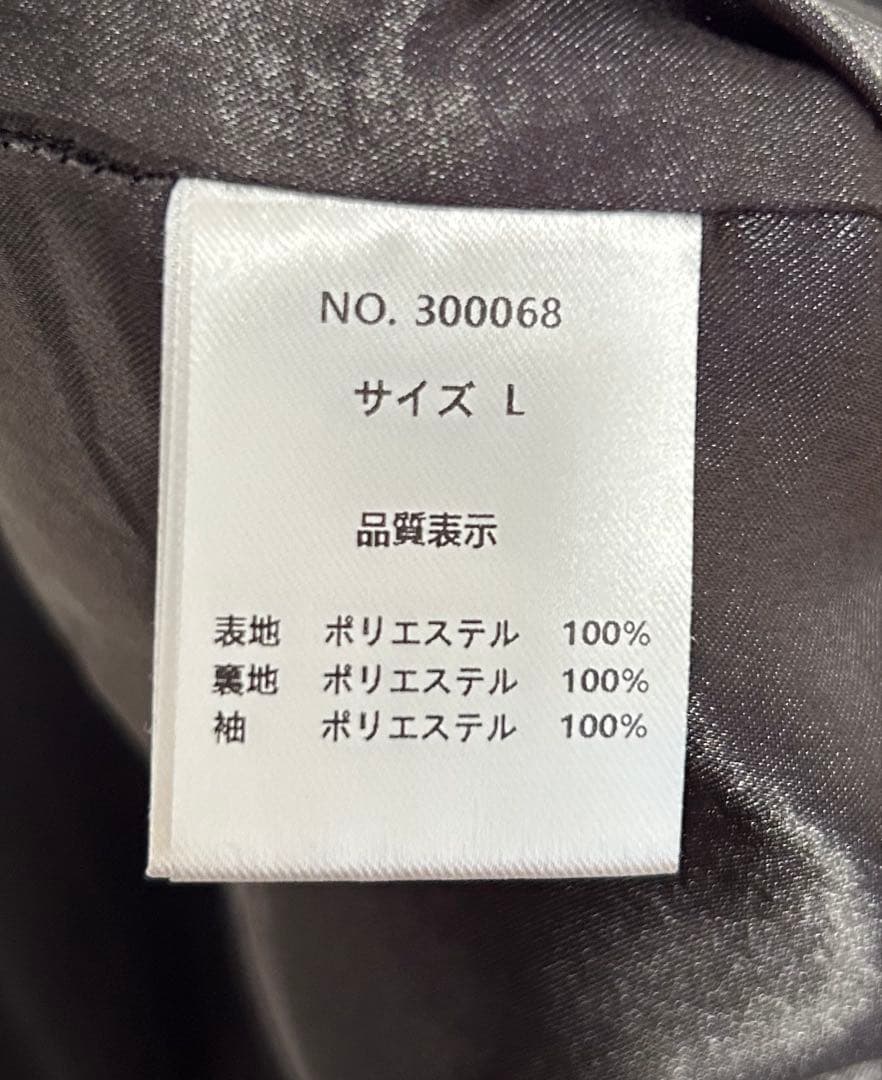 NO. 300068
サイズ L
品質表示
表地 ポリエステル 100%
裏地 ポリエステル 100%
袖 ポリエステル 100%